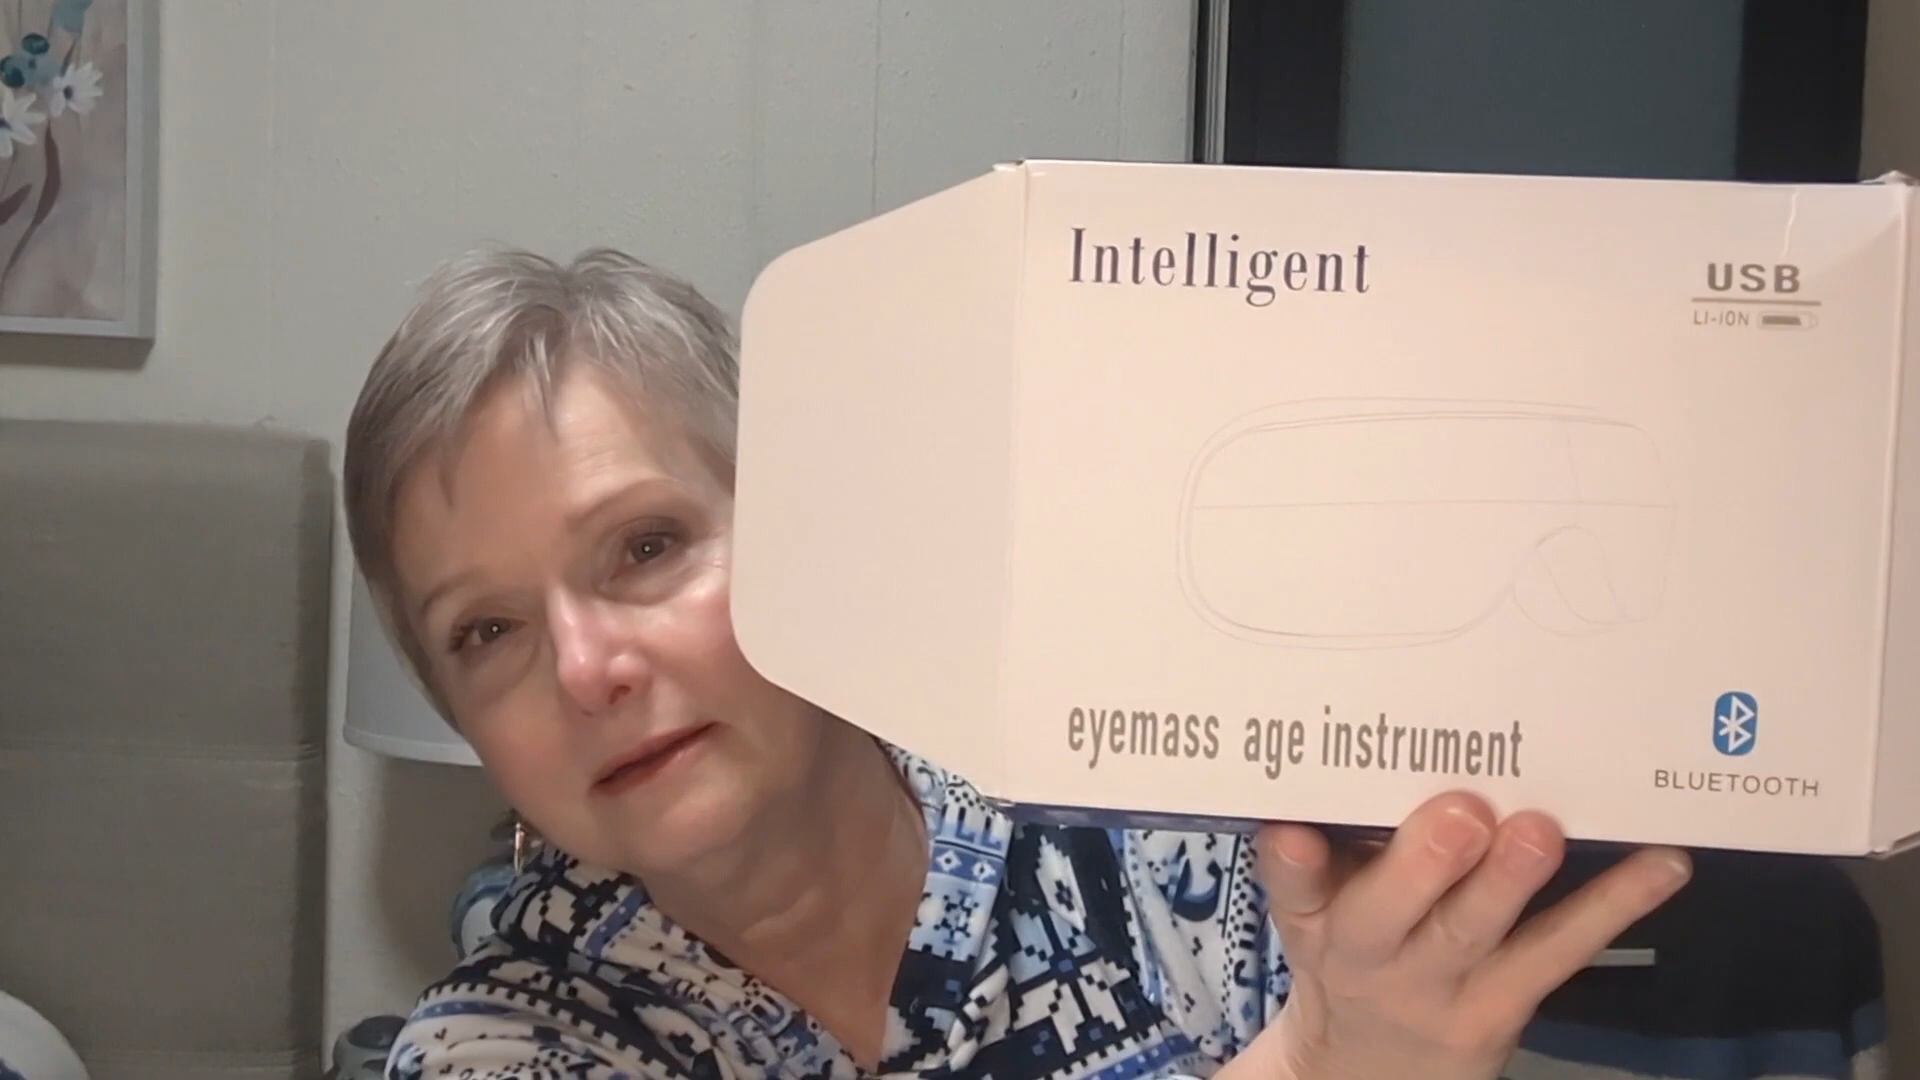 Intelligent
USB
LI-ION
eyemass age instrument
BLUETOOTH